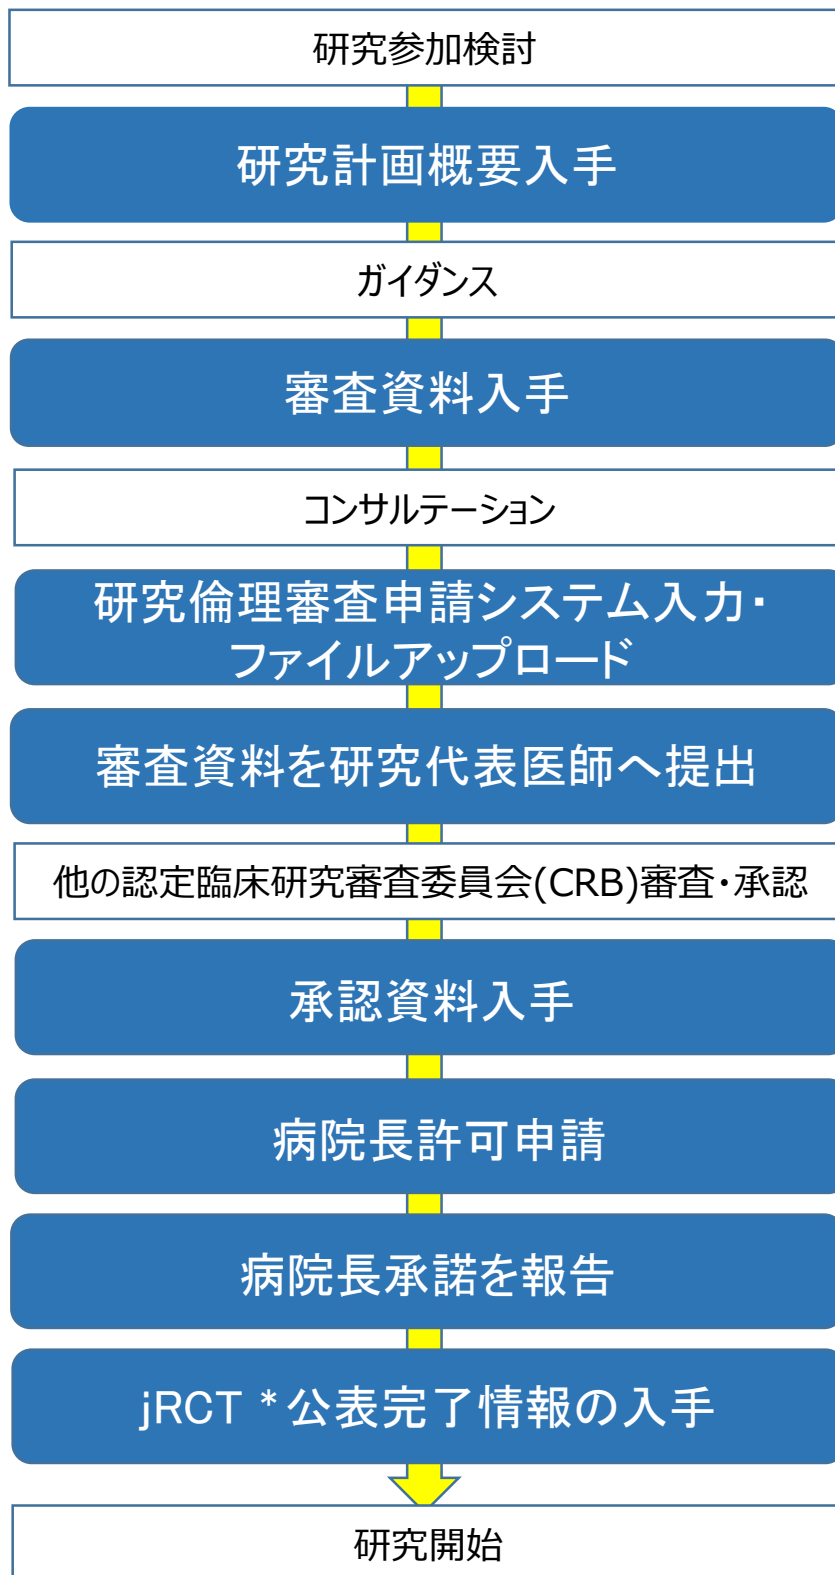 研究参加検討
研究計画概要入手
ガイダンス
審査資料入手
コンサルテーション
研究倫理審査申請システム入力・
ファイルアップロード
審査資料を研究代表医師へ提出
他の認定臨床研究審査委員会(CRB)審査・承認
承認資料入手
病院長許可申請
病院長承諾を報告
jRCT *公表完了情報の入手
研究開始